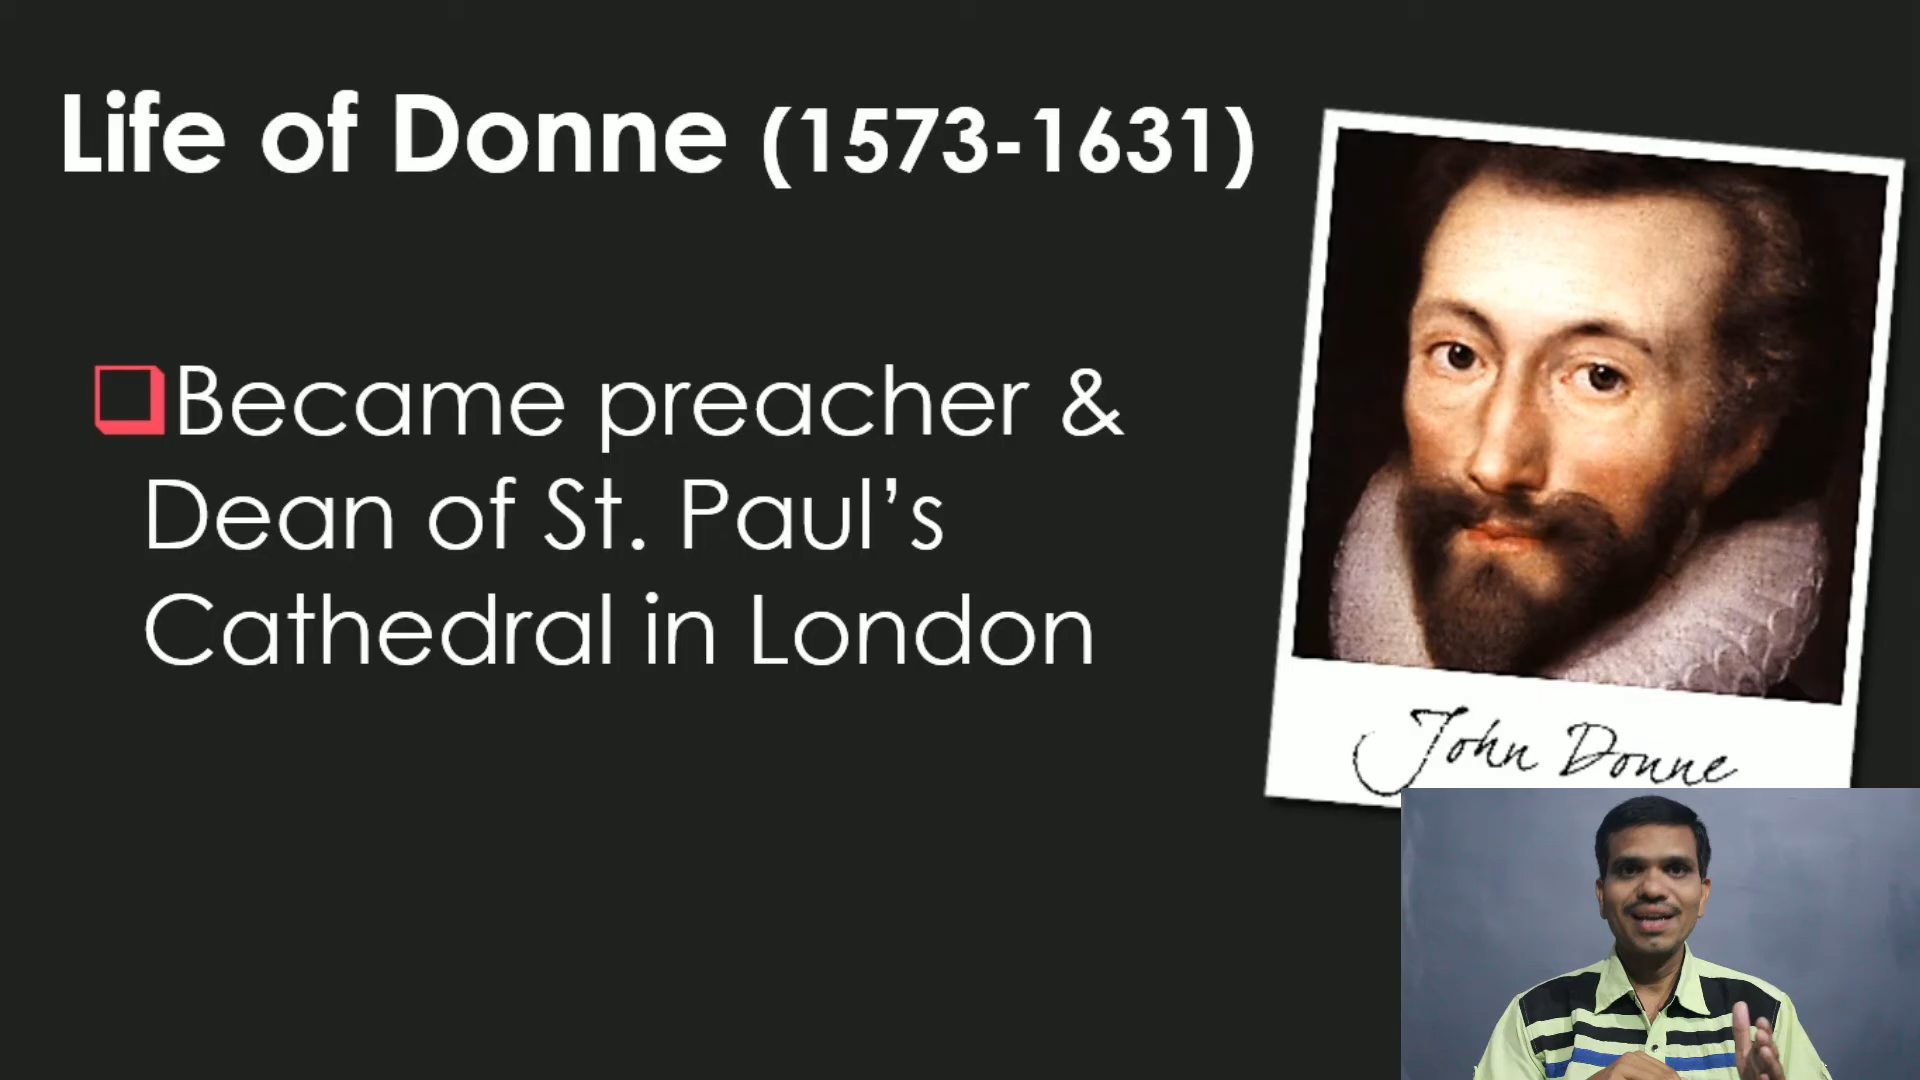 Life of Donne (1573-1631)
Became preacher &
Dean of St. Paul’s
Cathedral in London
John Donne